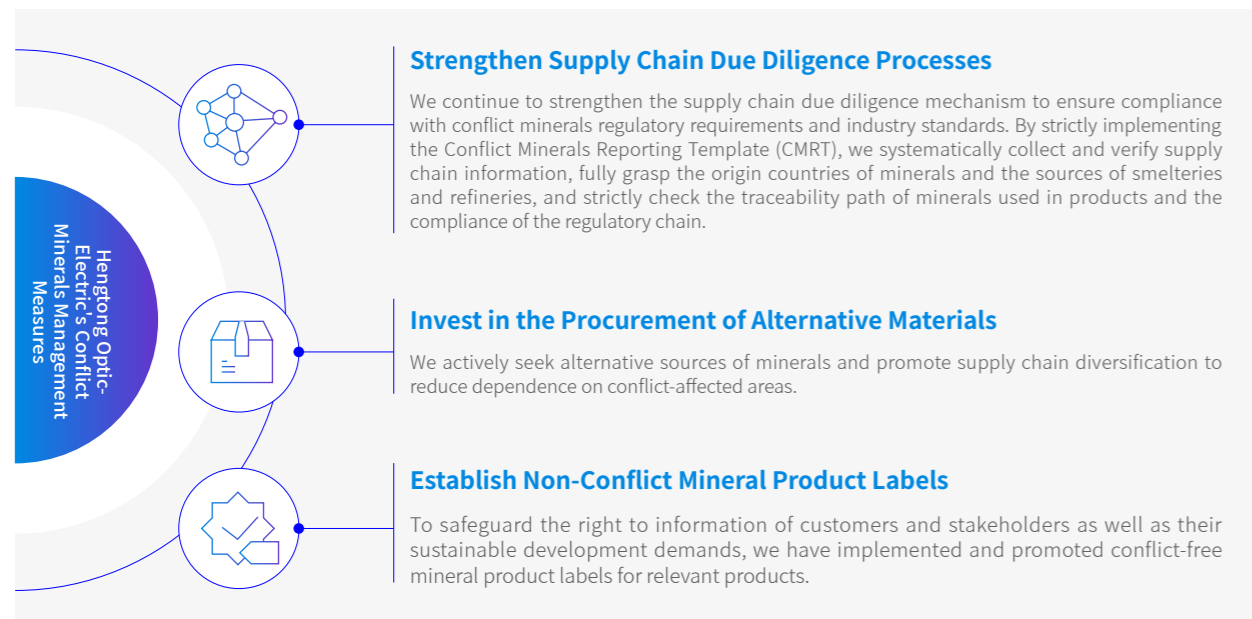 Hengtong Optic-
Electric's Conflict
Minerals Management
Measures
Strengthen Supply Chain Due Diligence Processes
We continue to strengthen the supply chain due diligence mechanism to ensure compliance
with conflict minerals regulatory requirements and industry standards. By strictly implementing
the Conflict Minerals Reporting Template (CMRT), we systematically collect and verify supply
chain information, fully grasp the origin countries of minerals and the sources of smelteries
and refineries, and strictly check the traceability path of minerals used in products and the
compliance of the regulatory chain.
Invest in the Procurement of Alternative Materials
We actively seek alternative sources of minerals and promote supply chain diversification to
reduce dependence on conflict-affected areas.
Establish Non-Conflict Mineral Product Labels
To safeguard the right to information of customers and stakeholders as well as their
sustainable development demands, we have implemented and promoted conflict-free
mineral product labels for relevant products.